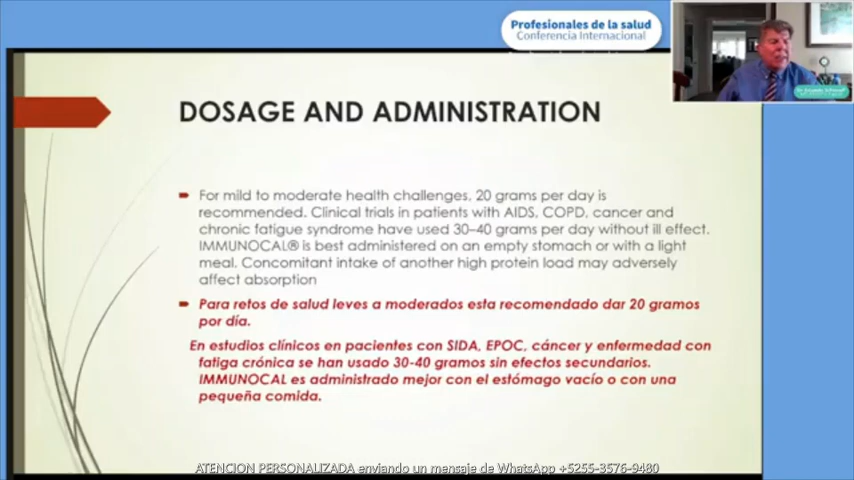 Profesionales de la salud
Conferencia Internacional
DOSAGE AND ADMINISTRATION
For mild to moderate health challenges, 20 grams per day is
recommended. Clinical trials in patients with AIDS, COPD, cancer and
chronic fatigue syndrome have used 30–40 grams per day without ill effect.
IMMUNOCAL® is best administered on an empty stomach or with a light
meal. Concomitant intake of another high protein load may adversely
affect absorption
Para retos de salud leves a moderados esta recomendado dar 20 gramos
por día.
En estudios clínicos en pacientes con SIDA, EPOC, cáncer y enfermedad con
fatiga crónica se han usado 30-40 gramos sin efectos secundarios.
IMMUNOCAL es administrado mejor con el estómago vacío o con una
pequeña comida.
ATENCION PERSONALIZADA enviando un mensaje de WhatsApp +5255-3576-9480